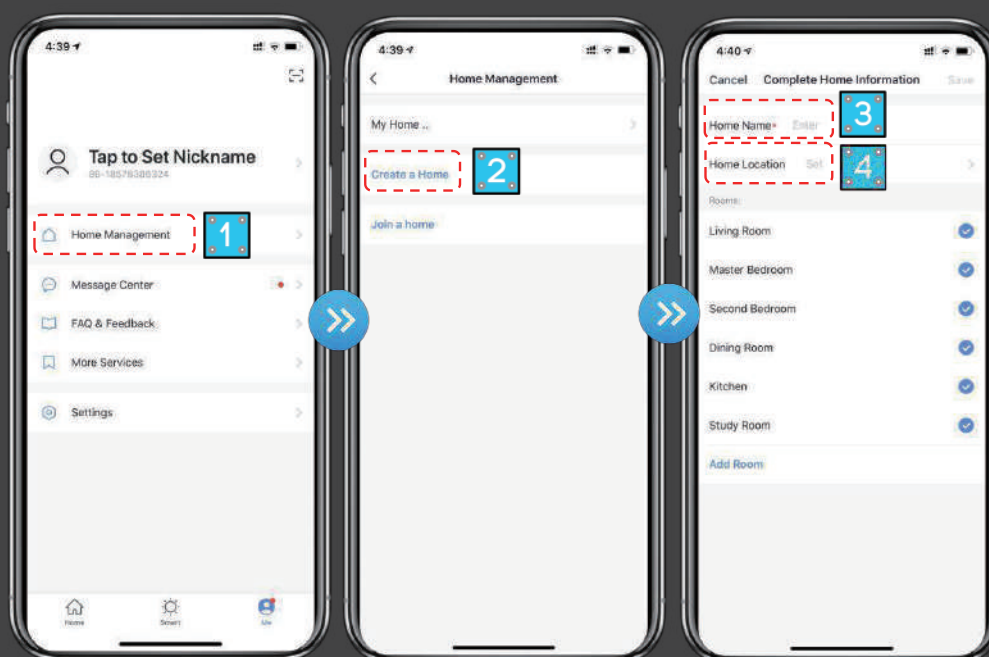 4:39
Tap to Set Nickname
86-18576386324
Home Management
1
Message Center
FAQ & Feedback
More Services
Settings
Home
Smart
Me
4:39
Home Management
My Home ..
Create a Home
2
Join a home
4:40
Cancel Complete Home Information Save
Home Name* Enter
3
Home Location Set
4
Rooms:
Living Room
Master Bedroom
Second Bedroom
Dining Room
Kitchen
Study Room
Add Room